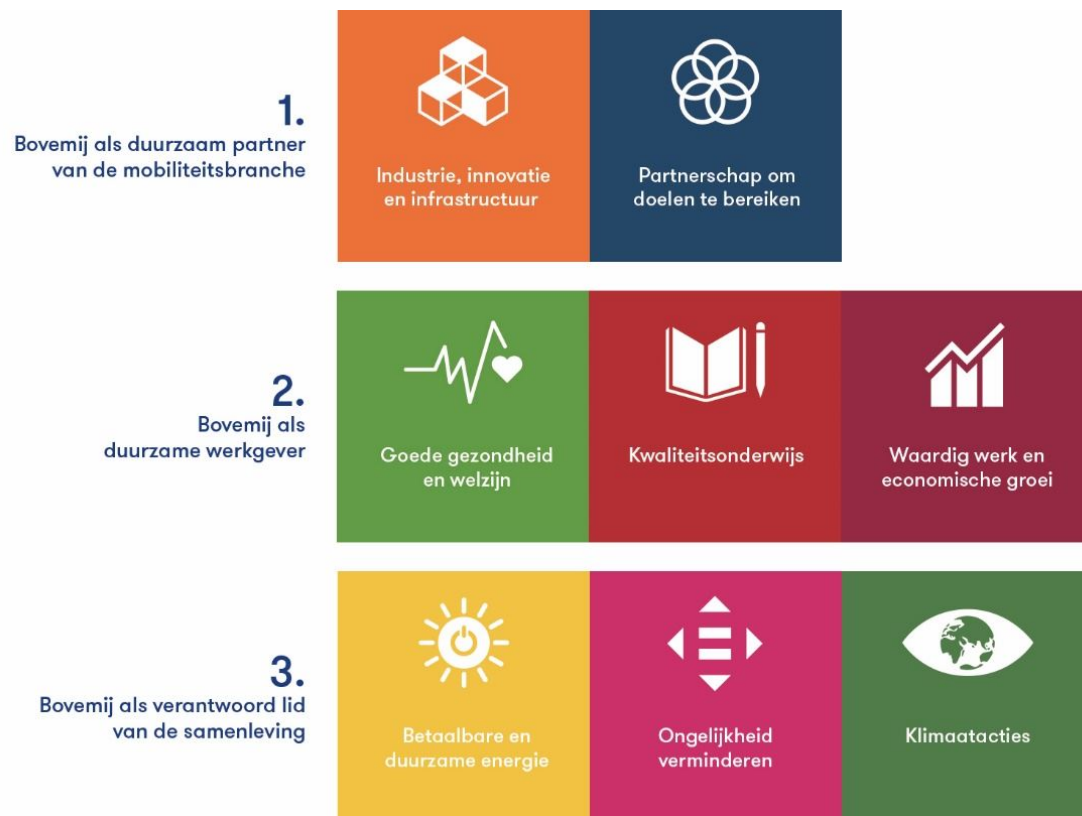 1.
Bovemij als duurzaam partner
van de mobiliteitsbranche
Industrie, innovatie
en infrastructuur
Partnerschap om
doelen te bereiken
2.
Bovemij als
duurzame werkgever
Goede gezondheid
en welzijn
Kwaliteitsonderwijs
Waardig werk en
economische groei
3.
Bovemij als verantwoord lid
van de samenleving
Betaalbare en
duurzame energie
Ongelijkheid
verminderen
Klimaatacties